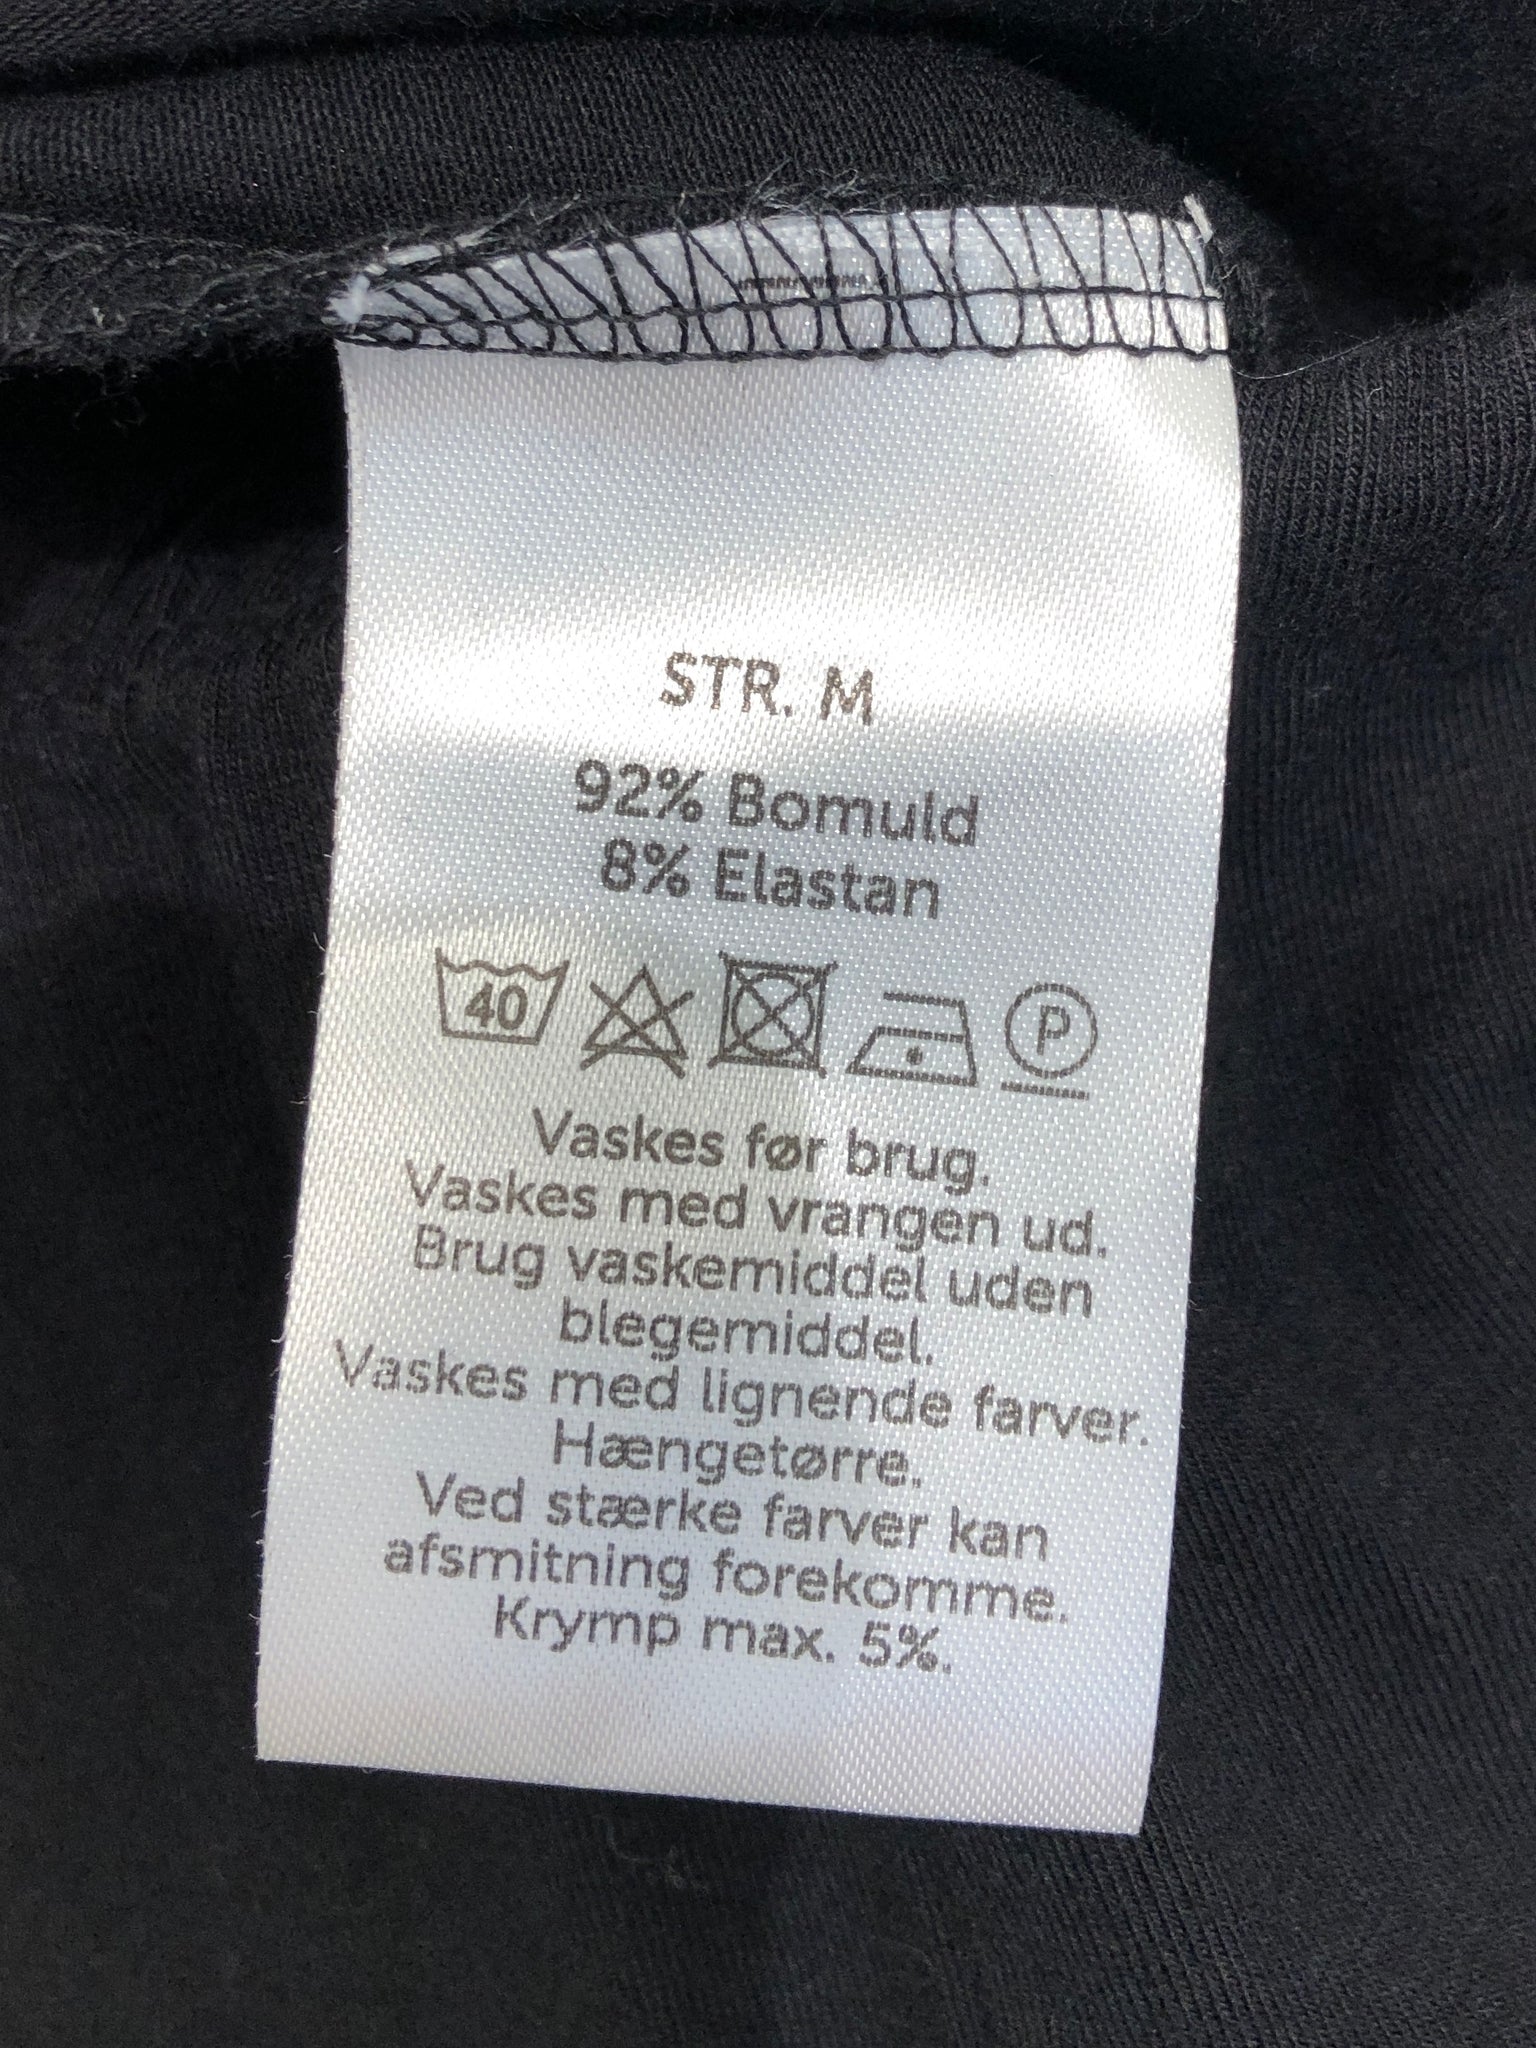 STR. M
92% Bomuld
8% Elastan
40 P
Vaskes før brug.
Vaskes med vrangen ud.
Brug vaskemiddel uden
blegemiddel.
Vaskes med lignende farver.
Hængetørre.
Ved stærke farver kan
afsmitning forekomme.
Krymp max. 5%.